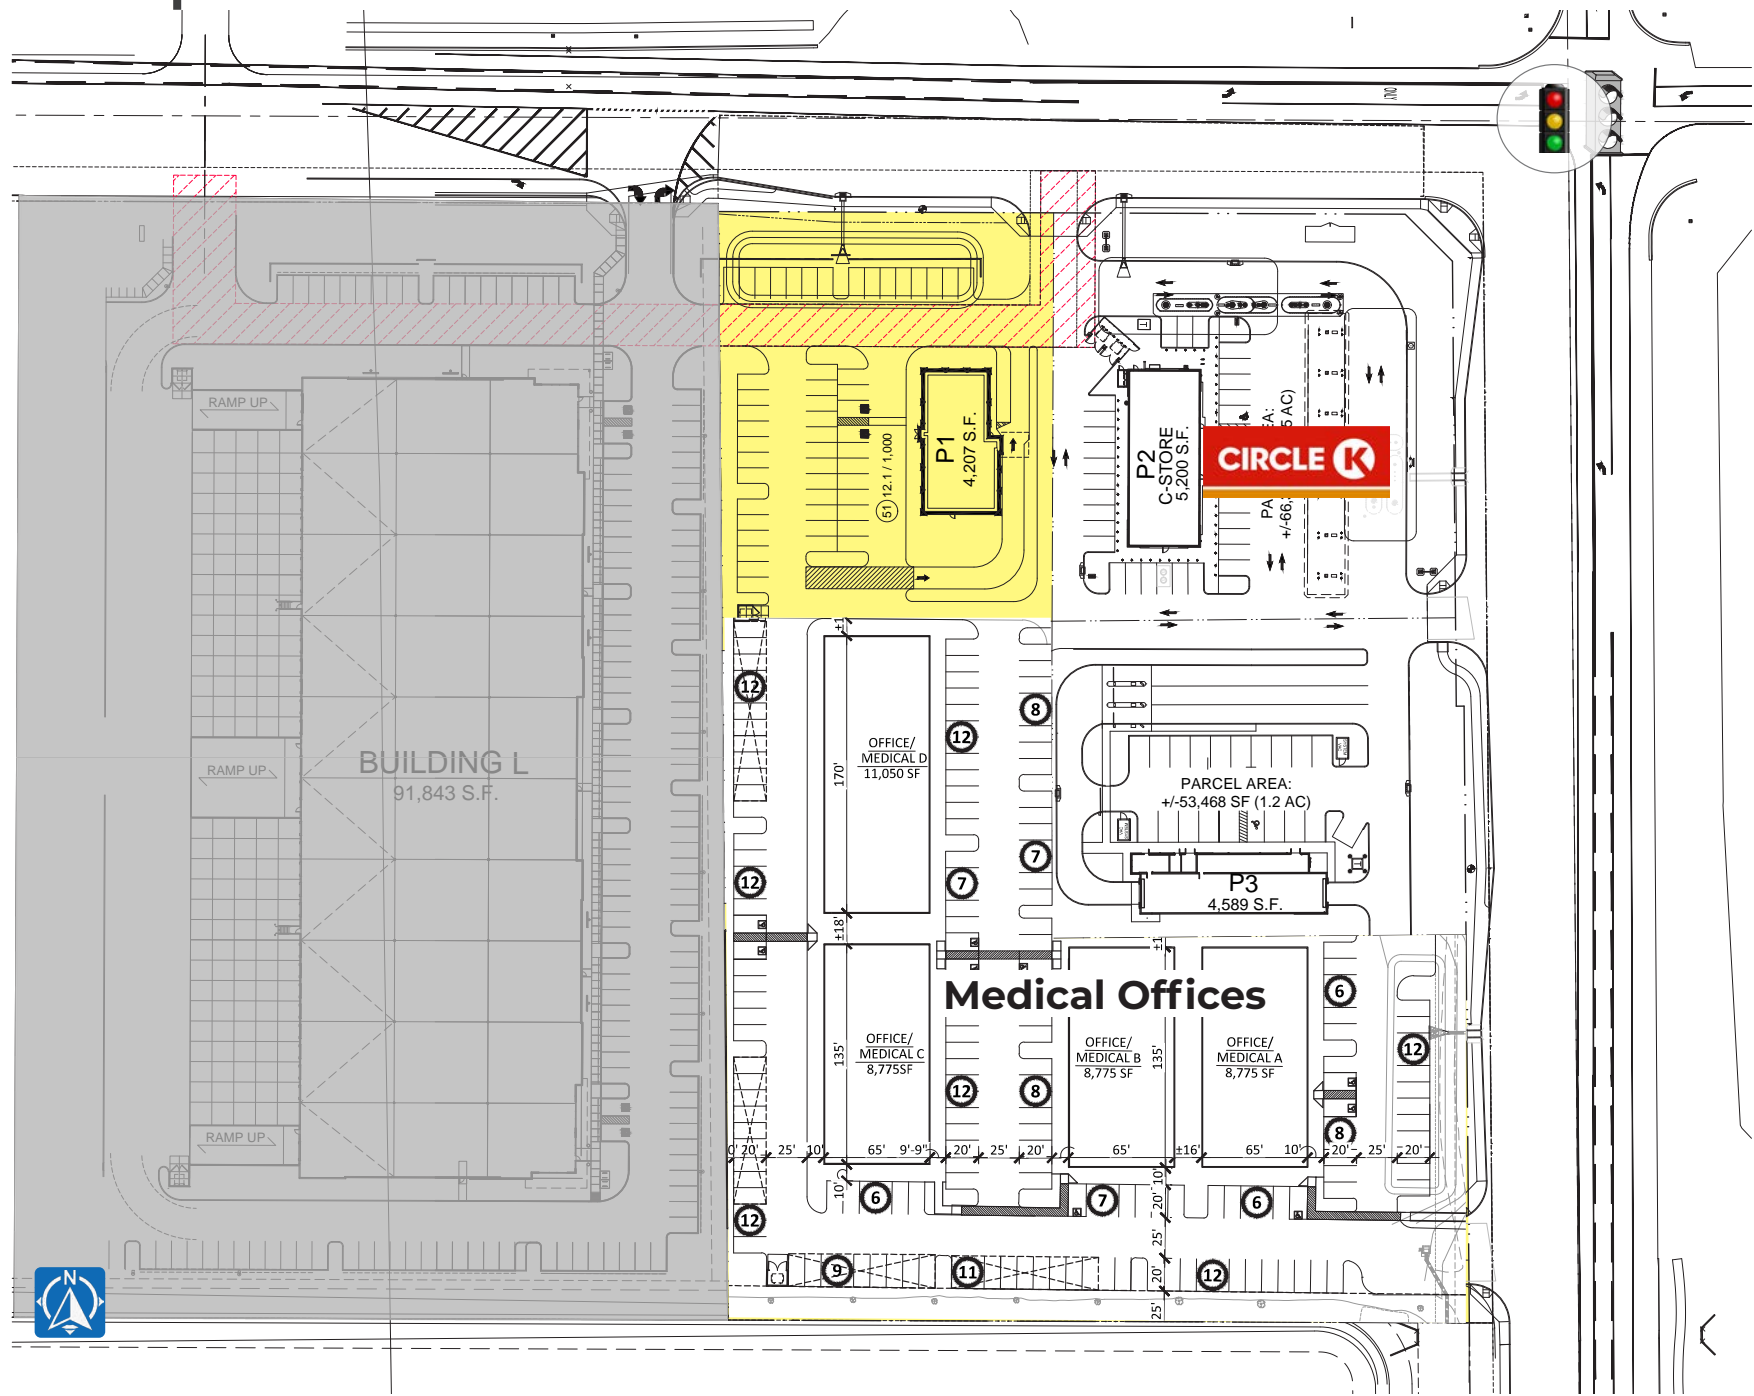 ONLY
RAMP UP
P1
4,207 S.F.
51 12.1 / 1,000
P2
C-STORE
5,200 S.F.
CIRCLE K
RAMP UP
BUILDING L
91,843 S.F.
RAMP UP
12
12
12
OFFICE/
MEDICAL D
11,050 SF
170'
±18'
12
7
8
7
PARCEL AREA:
+/-53,468 SF (1.2 AC)
P3
4,589 S.F.
Medical Offices
OFFICE/
MEDICAL C
8,775SF
135'
12
8
OFFICE/
MEDICAL B
8,775 SF
135'
OFFICE/
MEDICAL A
8,775 SF
6
12
8
20'
25'
10'
65'
9'-9"
20'
25'
20'
65'
±16'
65'
10'
20'
25'
20'
10'
6
7
10'
20'
6
25'
9
11
20'
12
25'
N